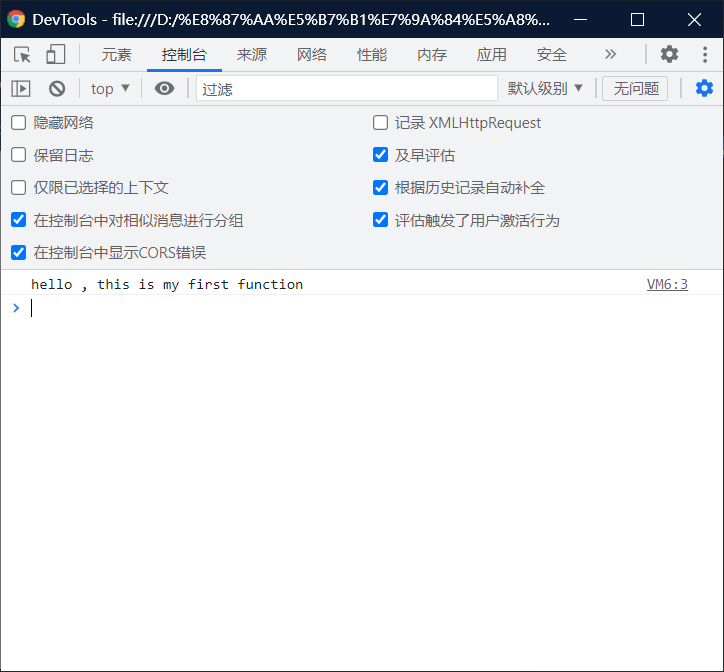 DevTools - file:///D:/%E8%87%AA%E5%B7%B1%E7%9A%84%E5%A8%...
元素 控制台 来源 网络 性能 内存 应用 安全 »
top ▼ 过滤 默认级别 ▼ 无问题
隐藏网络 记录 XMLHttpRequest
保留日志 及早评估
仅限已选择的上下文 根据历史记录自动补全
在控制台中对相似消息进行分组 评估触发了用户激活行为
在控制台中显示CORS错误
hello , this is my first function VM6:3